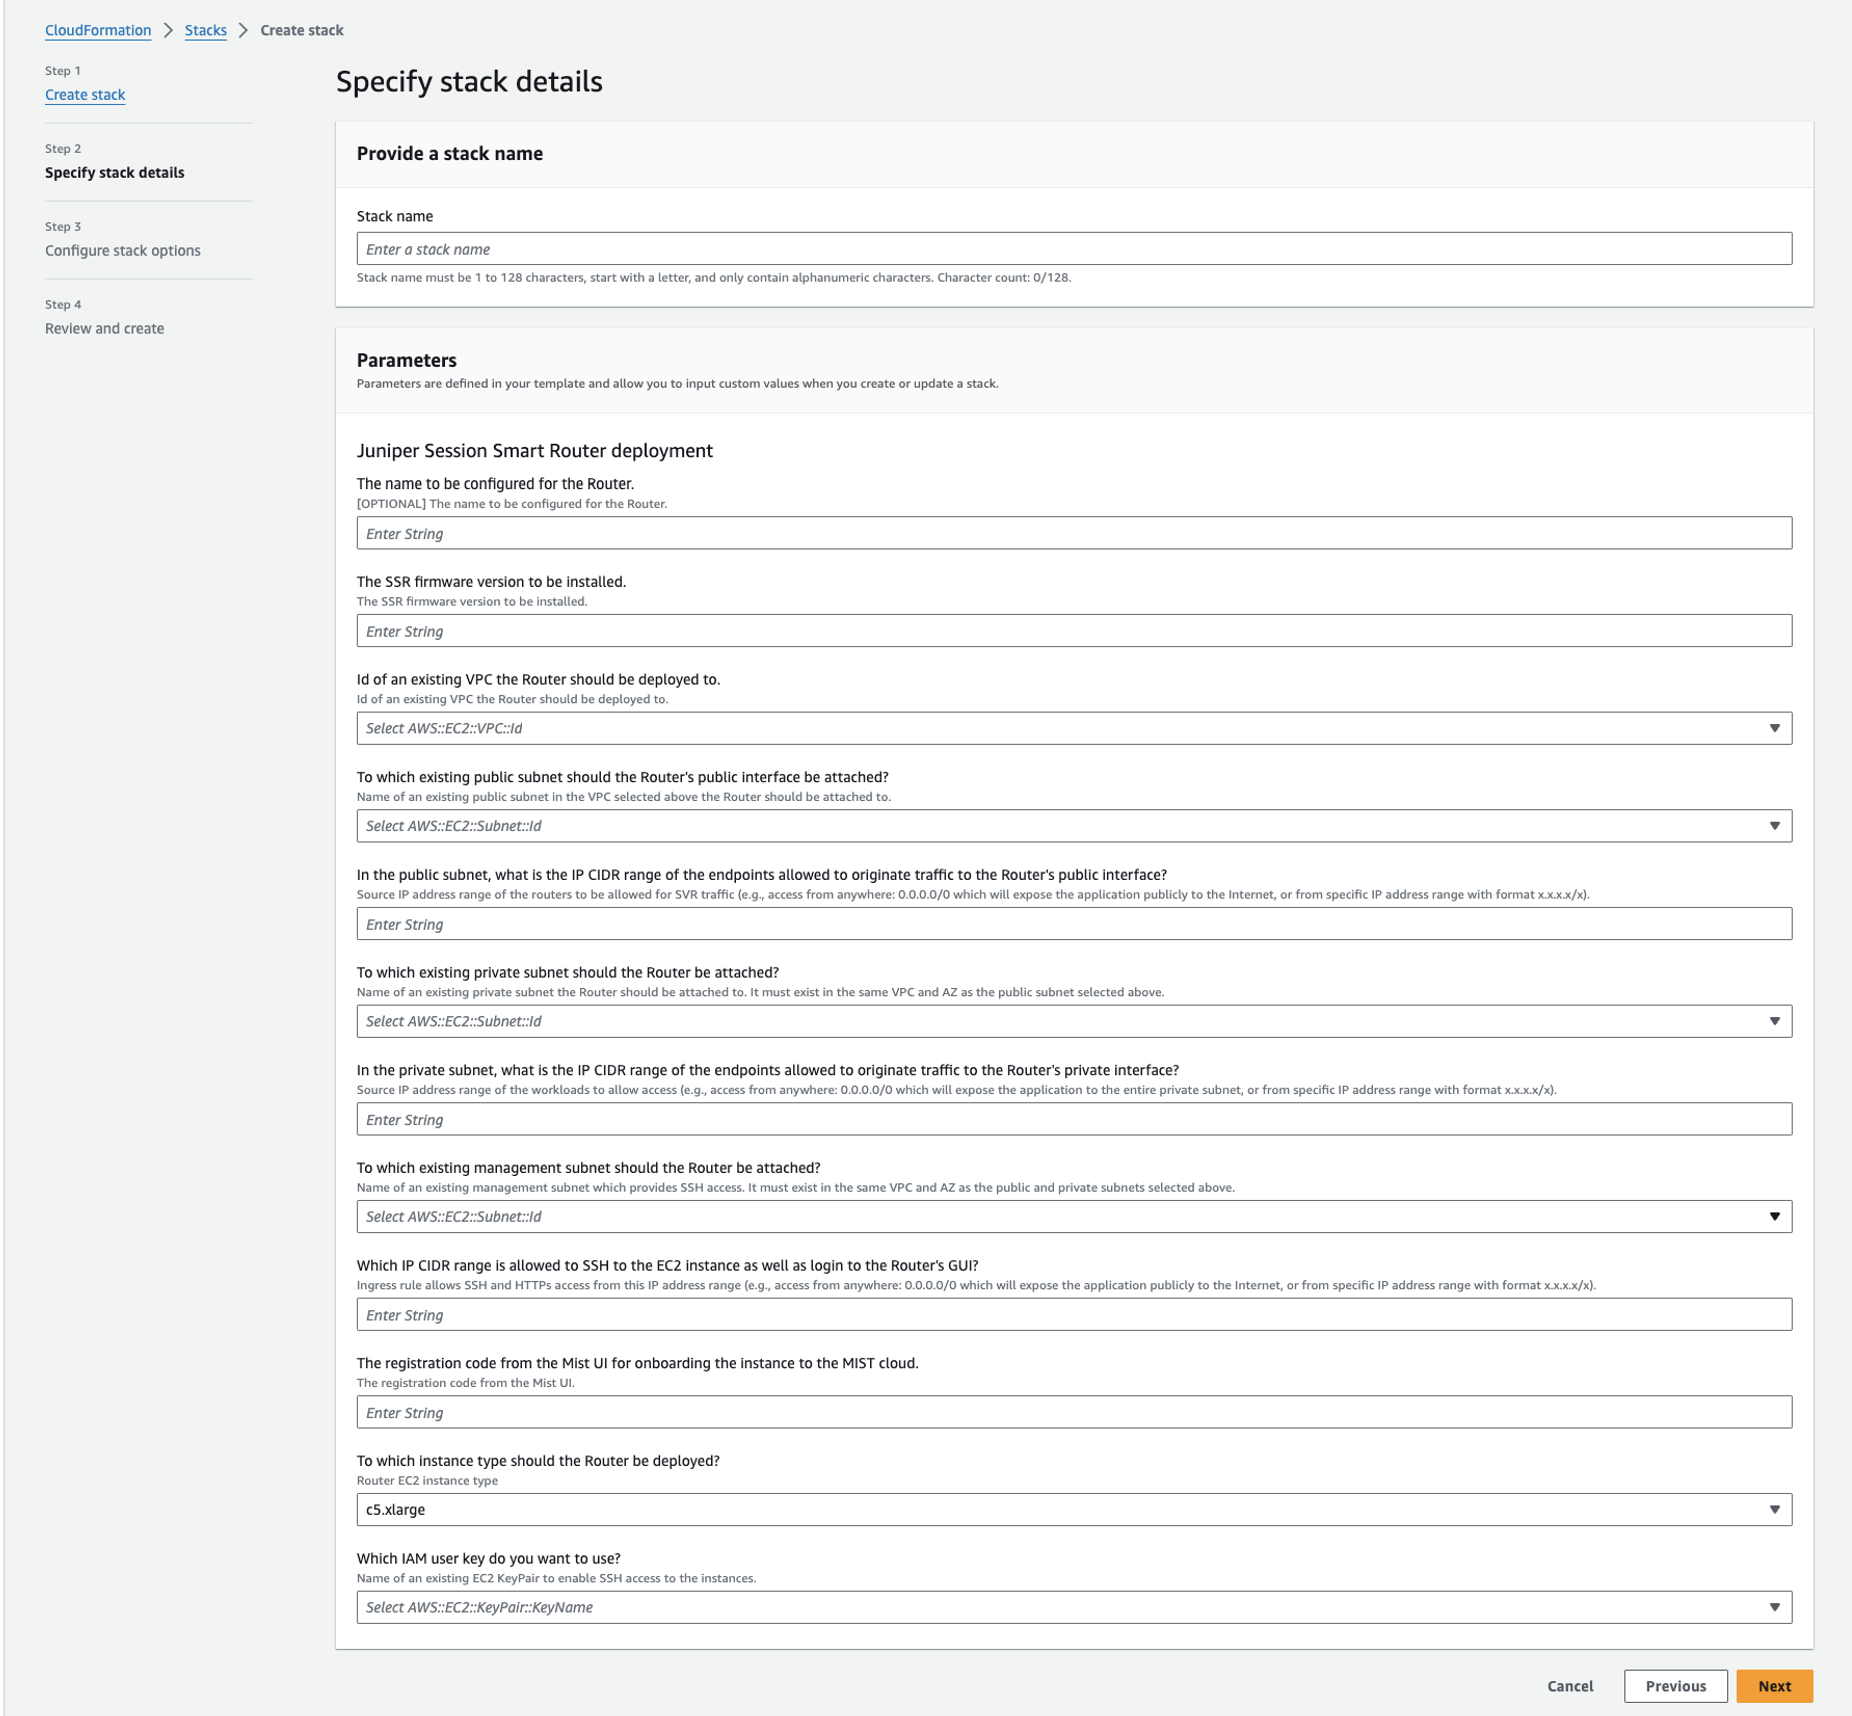 CloudFormation > Stacks > Create stack
Step 1
Create stack
Step 2
Specify stack details
Step 3
Configure stack options
Step 4
Review and create
Specify stack details
Provide a stack name
Stack name
Enter a stack name
Stack name must be 1 to 128 characters, start with a letter, and only contain alphanumeric characters. Character count: 0/128.
Parameters
Parameters are defined in your template and allow you to input custom values when you create or update a stack.
Juniper Session Smart Router deployment
The name to be configured for the Router.
[OPTIONAL] The name to be configured for the Router.
Enter String
The SSR firmware version to be installed.
The SSR firmware version to be installed.
Enter String
Id of an existing VPC the Router should be deployed to.
Id of an existing VPC the Router should be deployed to.
Select AWS::EC2::VPC::Id
To which existing public subnet should the Router's public interface be attached?
Name of an existing public subnet in the VPC selected above the Router should be attached to.
Select AWS::EC2::Subnet::Id
In the public subnet, what is the IP CIDR range of the endpoints allowed to originate traffic to the Router's public interface?
Source IP address range of the routers to be allowed for SVR traffic (e.g., access from anywhere: 0.0.0.0/0 which will expose the application publicly to the Internet, or from specific IP address range with format x.x.x.x/x).
Enter String
To which existing private subnet should the Router be attached?
Name of an existing private subnet the Router should be attached to. It must exist in the same VPC and AZ as the public subnet selected above.
Select AWS::EC2::Subnet::Id
In the private subnet, what is the IP CIDR range of the endpoints allowed to originate traffic to the Router's private interface?
Source IP address range of the workloads to allow access (e.g., access from anywhere: 0.0.0.0/0 which will expose the application to the entire private subnet, or from specific IP address range with format x.x.x.x/x).
Enter String
To which existing management subnet should the Router be attached?
Name of an existing management subnet which provides SSH access. It must exist in the same VPC and AZ as the public and private subnets selected above.
Select AWS::EC2::Subnet::Id
Which IP CIDR range is allowed to SSH to the EC2 instance as well as login to the Router's GUI?
Ingress rule allows SSH and HTTPs access from this IP address range (e.g., access from anywhere: 0.0.0.0/0 which will expose the application publicly to the Internet, or from specific IP address range with format x.x.x.x/x).
Enter String
The registration code from the Mist UI for onboarding the instance to the MIST cloud.
The registration code from the Mist UI.
Enter String
To which instance type should the Router be deployed?
Router EC2 instance type
c5.xlarge
Which IAM user key do you want to use?
Name of an existing EC2 KeyPair to enable SSH access to the instances.
Select AWS::EC2::KeyPair::KeyName
Cancel Previous Next